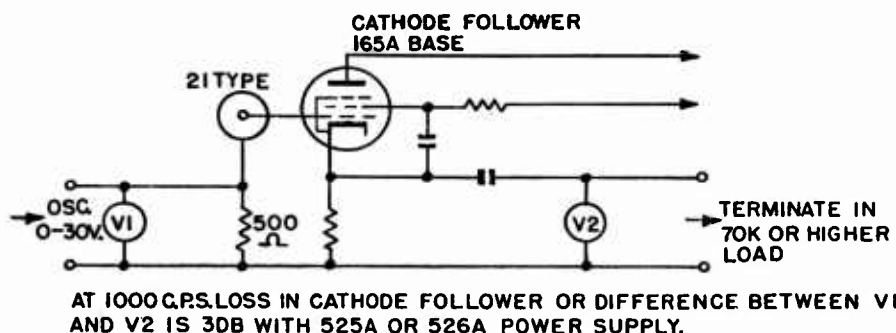 CATHODE FOLLOWER
165A BASE
21 TYPE
OSC.
0-30V.
V1
500
Ω
V2
TERMINATE IN
70K OR HIGHER
LOAD
AT 1000 C.P.S. LOSS IN CATHODE FOLLOWER OR DIFFERENCE BETWEEN V1
AND V2 IS 3DB WITH 525A OR 526A POWER SUPPLY.